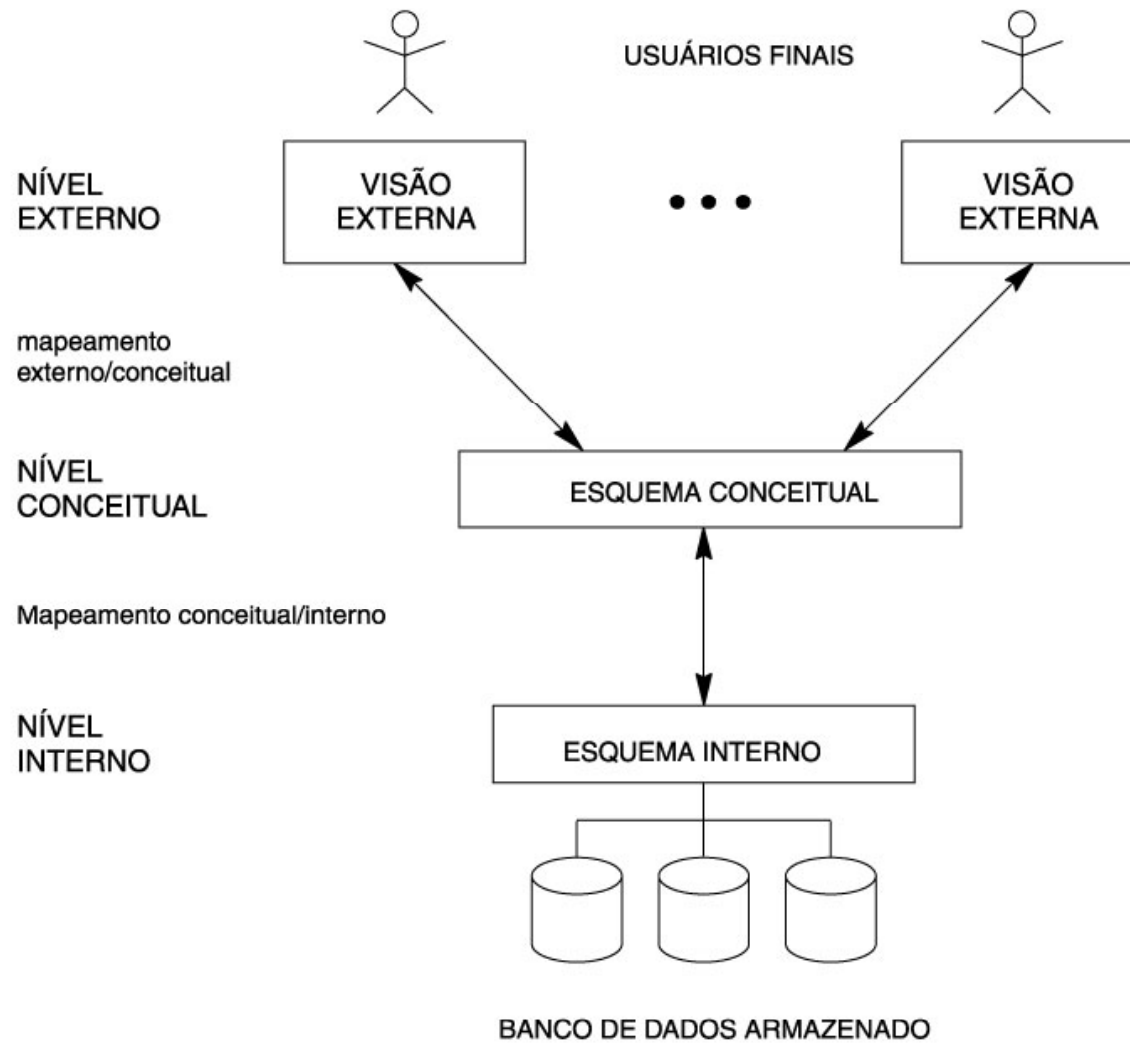 USUÁRIOS FINAIS
NÍVEL
EXTERNO
VISÃO
EXTERNA
• • •
VISÃO
EXTERNA
mapeamento
externo/conceitual
NÍVEL
CONCEITUAL
ESQUEMA CONCEITUAL
Mapeamento conceitual/interno
NÍVEL
INTERNO
ESQUEMA INTERNO
BANCO DE DADOS ARMAZENADO